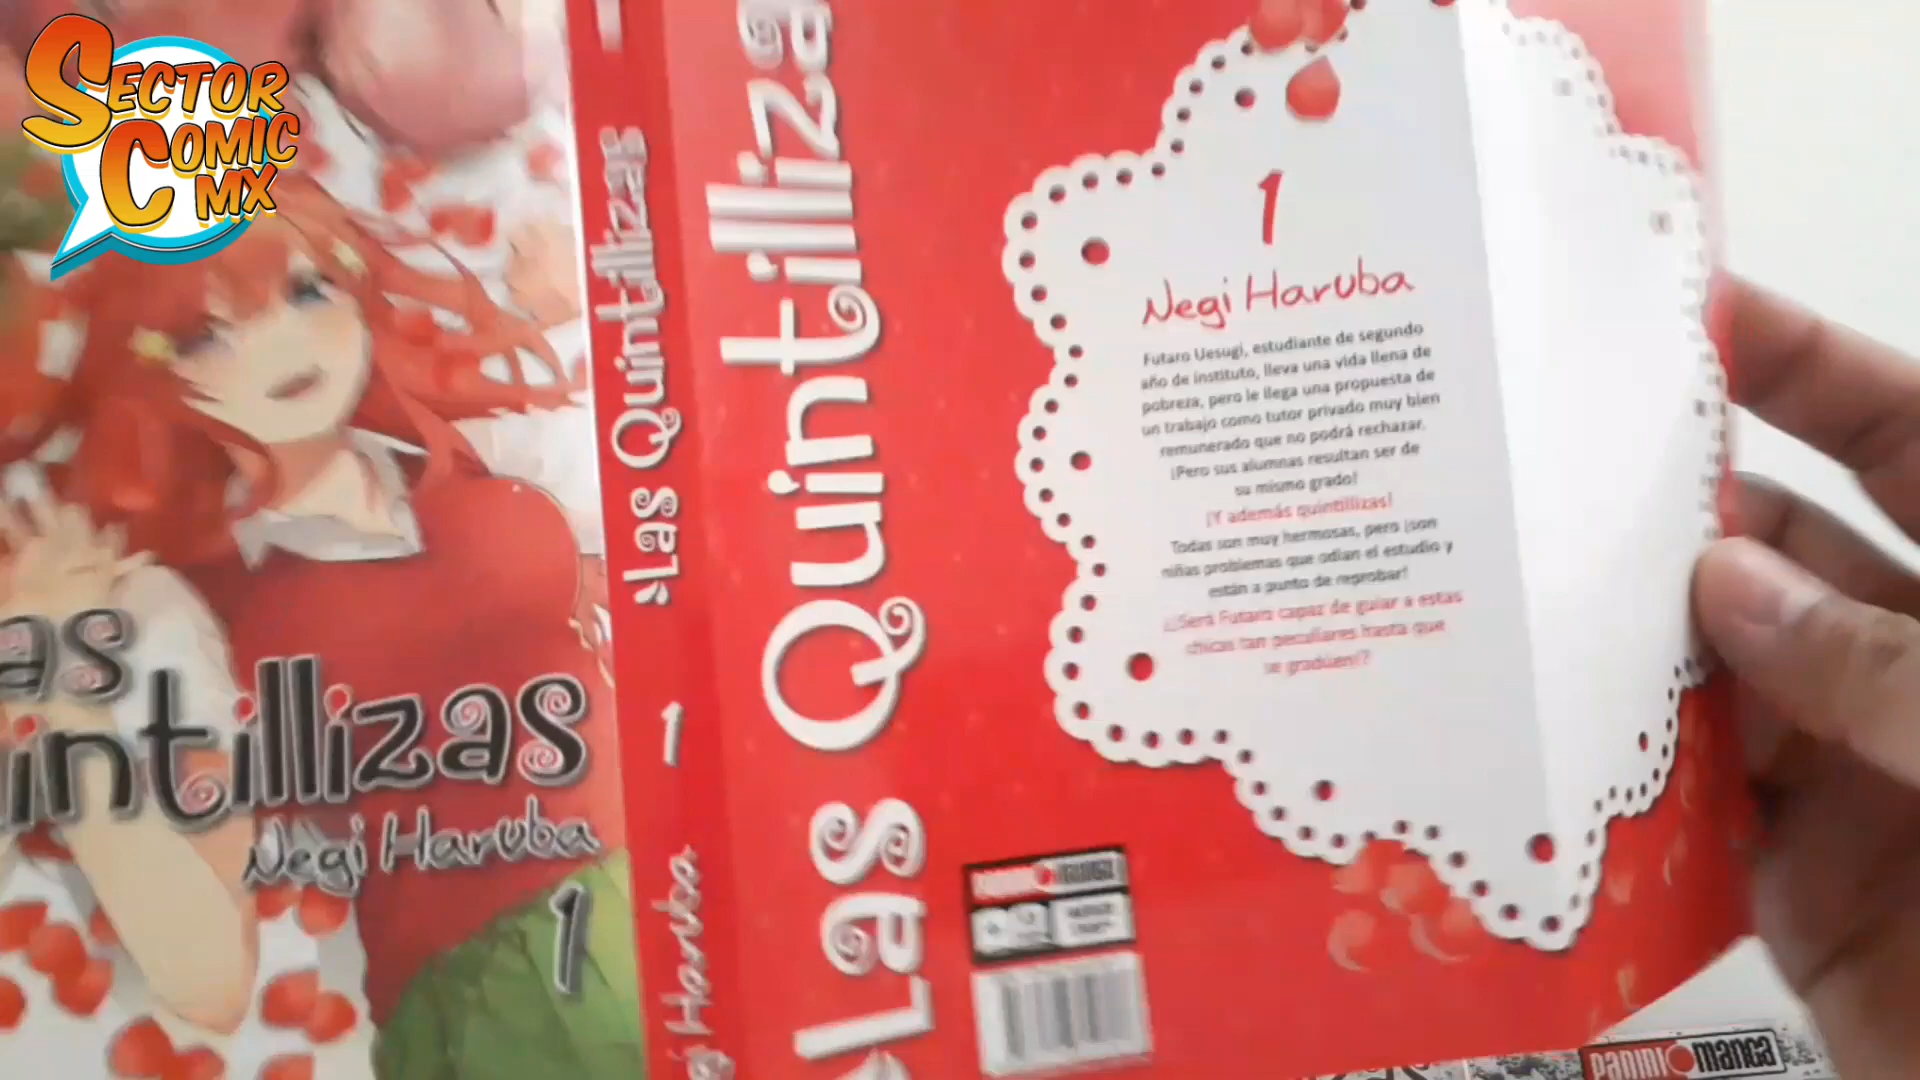 SECTOR
COMIC
MX
as
intillizas
Negi Haruba
1
Las Quintillizas
1
Haruba
Las Quintilliza
1
Negi Haruba
Futaro Uesugi, estudiante de segundo
año de instituto, lleva una vida llena de
pobreza, pero le llega una propuesta de
un trabajo como tutor privado muy bien
remunerado que no podrá rechazar.
¡Pero sus alumnas resultan ser de
su mismo grado!
¡Y además quintillizas!
Todas son muy hermosas, pero ¡son
niñas problemas que odian el estudio y
están a punto de reprobar!
¿¡Será Futaro capaz de guiar a estas
chicas tan peculiares hasta que
se gradúen!?
PANINI MANGA
PANINI MANGA